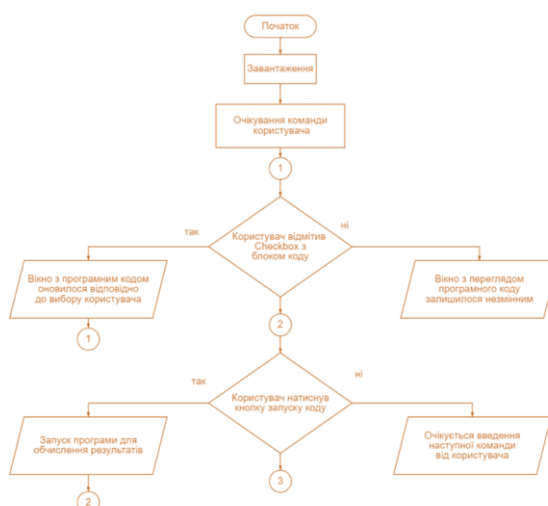 Початок
Завантаження
Очікування команди
користувача
1
так
ні
Користувач відмітив
Checkbox з
блоком коду
Вікно з програмним кодом
оновилося відповідно
до вибору користувача
Вікно з переглядом
програмного коду
залишилося незмінним
1
2
так
ні
Користувач натиснув
кнопку запуску коду
Запуск програми для
обчислення результатів
Очікується введення
наступної команди
від користувача
3
2